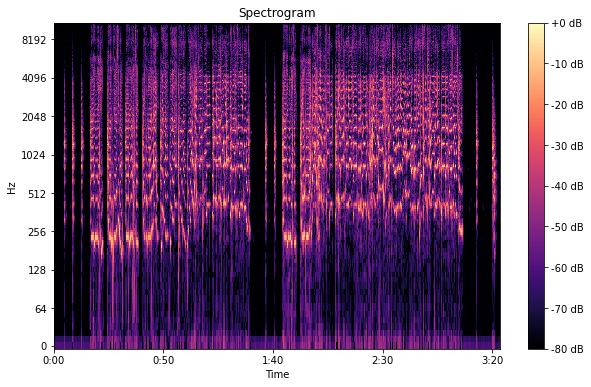 Spectrogram
8192
4096
2048
1024
512
256
128
64
0
Hz
0:00
0:50
1:40
2:30
3:20
Time
+0 dB
-10 dB
-20 dB
-30 dB
-40 dB
-50 dB
-60 dB
-70 dB
-80 dB